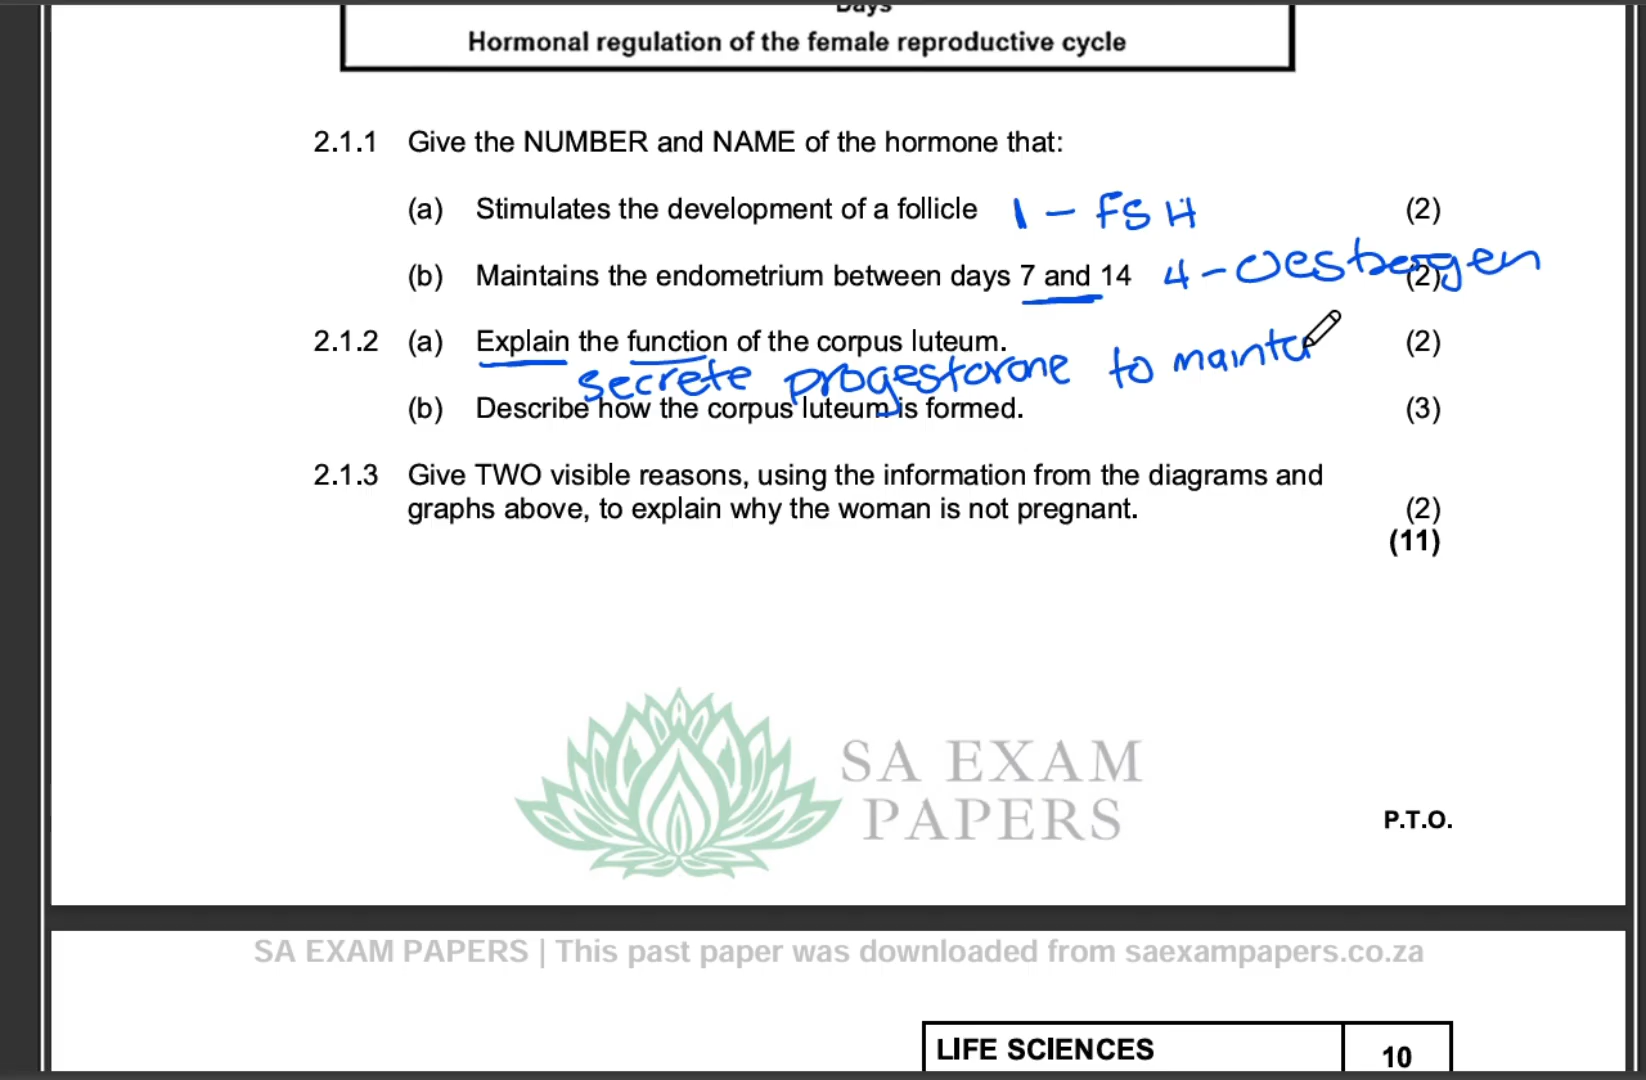 Days
Hormonal regulation of the female reproductive cycle
2.1.1 Give the NUMBER and NAME of the hormone that:
(a) Stimulates the development of a follicle 1 - FSH (2)
(b) Maintains the endometrium between days 7 and 14 4 - Oestrogen (2)
2.1.2 (a) Explain the function of the corpus luteum. (2)
secrete progestorone to mainta
(b) Describe how the corpus luteum is formed. (3)
2.1.3 Give TWO visible reasons, using the information from the diagrams and
graphs above, to explain why the woman is not pregnant. (2)
(11)
SA EXAM
PAPERS
P.T.O.
SA EXAM PAPERS | This past paper was downloaded from saexampapers.co.za
LIFE SCIENCES 10